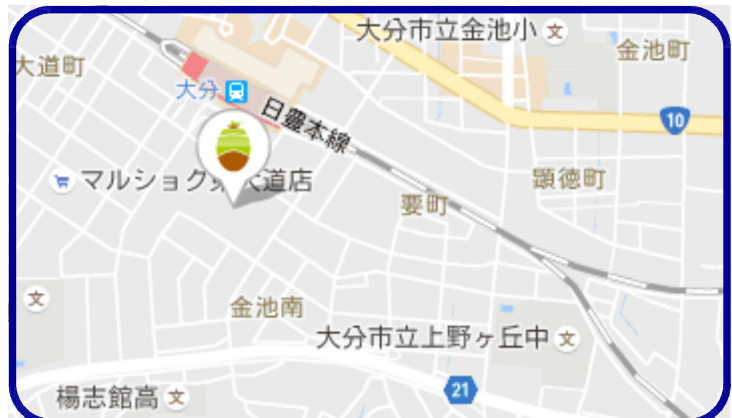 大分市立金池小
金池町
大道町
大分
10
日豊本線
マルショク東大道店
顕徳町
要町
金池南
大分市立上野ヶ丘中
21
楊志館高